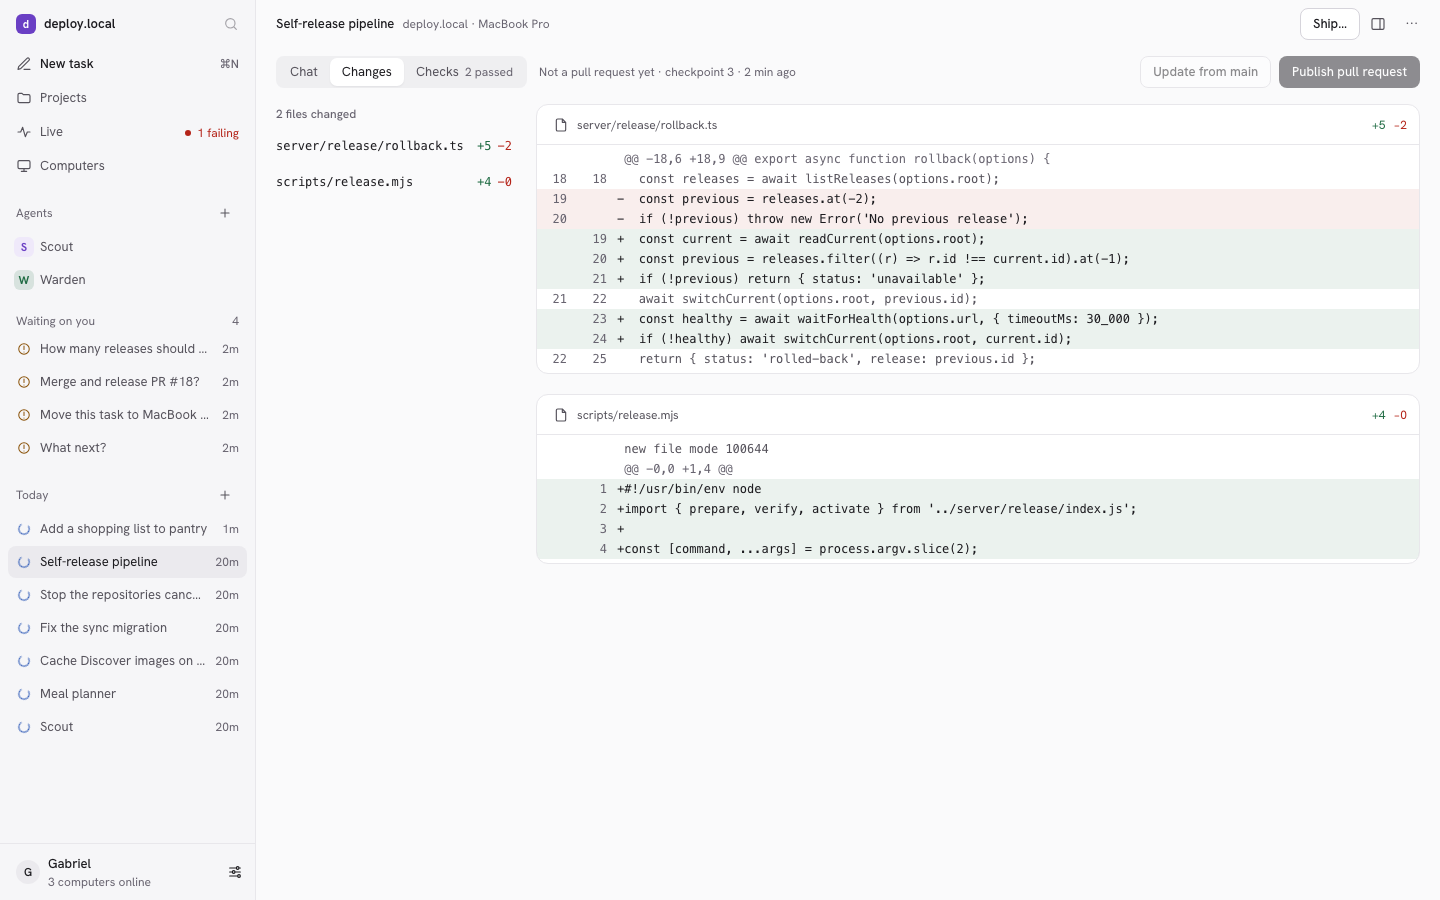 d deploy.local
New task ⌘N
Projects
Live 1 failing
Computers
Agents
S Scout
W Warden
Waiting on you 4
How many releases should ... 2m
Merge and release PR #18? 2m
Move this task to MacBook ... 2m
What next? 2m
Today
Add a shopping list to pantry 1m
Self-release pipeline 20m
Stop the repositories canc... 20m
Fix the sync migration 20m
Cache Discover images on ... 20m
Meal planner 20m
Scout 20m
G Gabriel
3 computers online
Self-release pipeline deploy.local · MacBook Pro Ship... ...
Chat Changes Checks 2 passed Not a pull request yet · checkpoint 3 · 2 min ago Update from main Publish pull request
2 files changed
server/release/rollback.ts +5 −2
scripts/release.mjs +4 −0
server/release/rollback.ts +5 −2
@@ −18,6 +18,9 @@ export async function rollback(options) {
18 18 const releases = await listReleases(options.root);
19 − const previous = releases.at(−2);
20 − if (!previous) throw new Error('No previous release');
19 + const current = await readCurrent(options.root);
20 + const previous = releases.filter((r) => r.id !== current.id).at(−1);
21 + if (!previous) return { status: 'unavailable' };
21 22 await switchCurrent(options.root, previous.id);
23 + const healthy = await waitForHealth(options.url, { timeoutMs: 30_000 });
24 + if (!healthy) await switchCurrent(options.root, current.id);
22 25 return { status: 'rolled−back', release: previous.id };
scripts/release.mjs +4 −0
new file mode 100644
@@ −0,0 +1,4 @@
1 +#!/usr/bin/env node
2 +import { prepare, verify, activate } from '../server/release/index.js';
3 +
4 +const [command, ...args] = process.argv.slice(2);